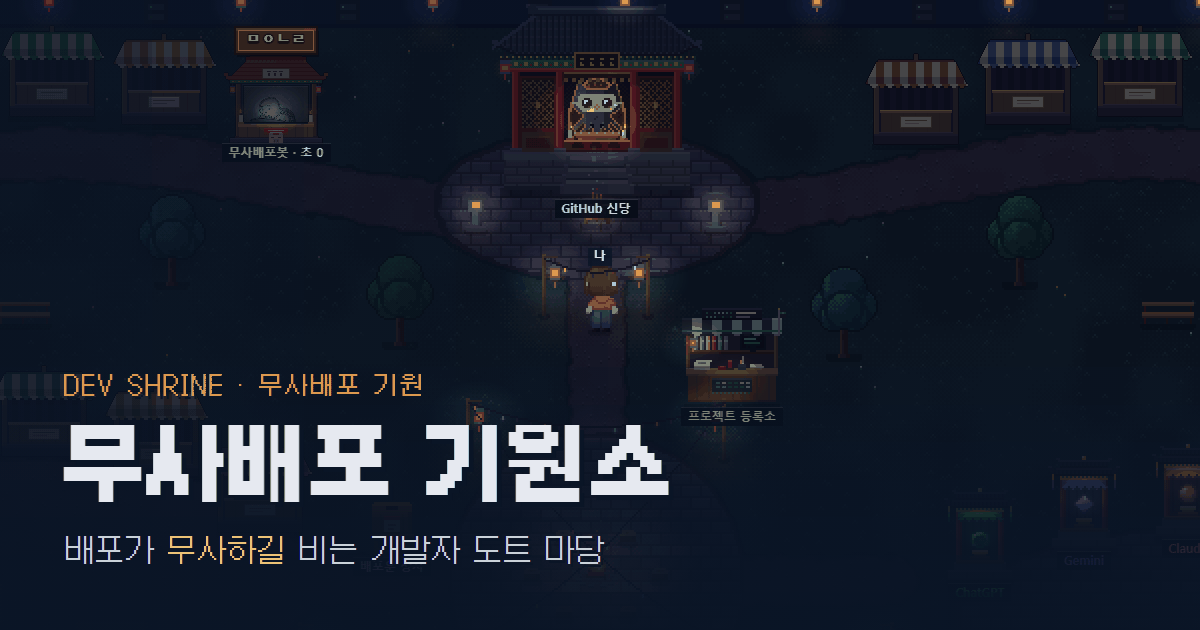 무사배포봇 · 초 0
GitHub 신당
나
프로젝트 등록소
DEV SHRINE · 무사배포 기원
무사배포 기원소
배포가 무사하길 비는 개발자 도트 마당
Gemini
Claud
ChatGPT